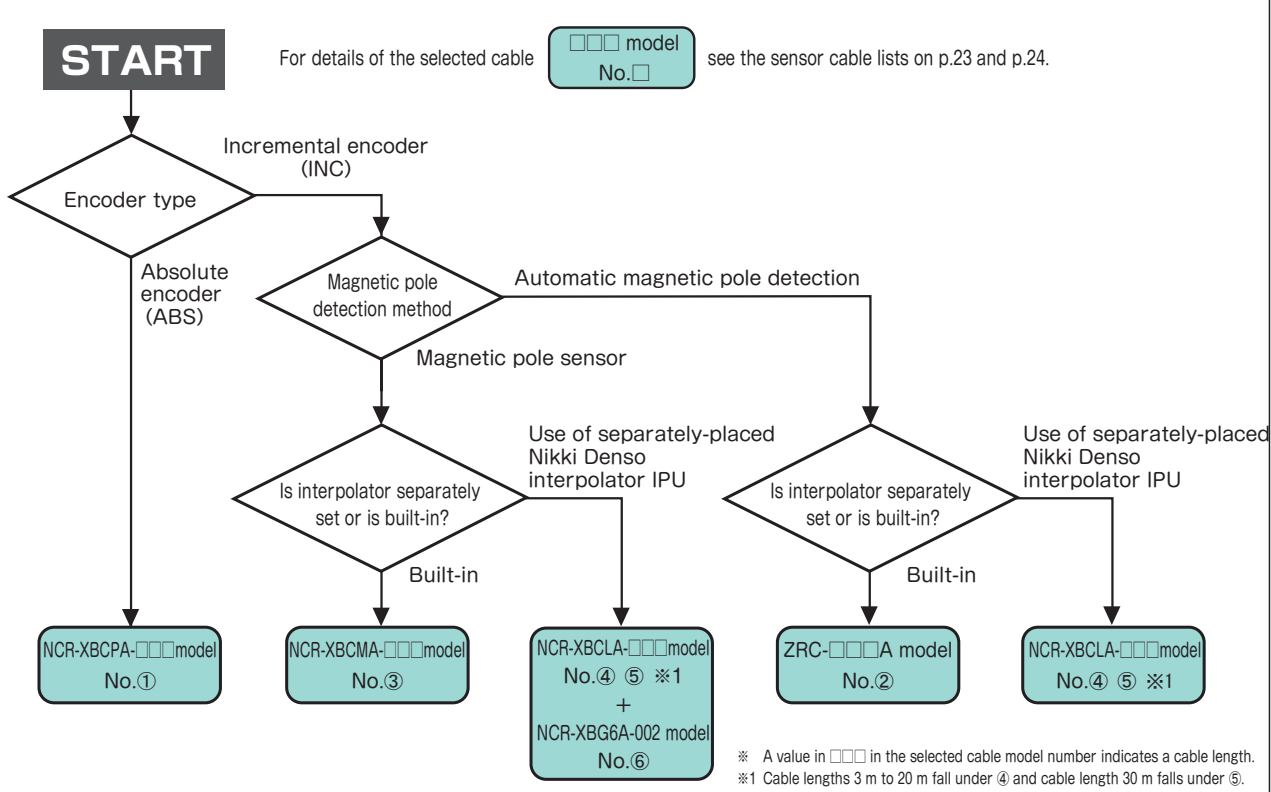 START
For details of the selected cable
□□□ model
No.□
see the sensor cable lists on p.23 and p.24.
Incremental encoder
(INC)
Encoder type
Absolute
encoder
(ABS)
Magnetic pole
detection method
Automatic magnetic pole detection
Magnetic pole sensor
Use of separately-placed
Nikki Denso
interpolator IPU
Is interpolator separately
set or is built-in?
Built-in
Use of separately-placed
Nikki Denso
interpolator IPU
Is interpolator separately
set or is built-in?
Built-in
NCR-XBCPA-□□□model
No.①
NCR-XBCMA-□□□model
No.③
NCR-XBCLA-□□□model
No.④ ⑤ ※1
+
NCR-XBG6A-002 model
No.⑥
ZRC-□□□A model
No.②
NCR-XBCLA-□□□model
No.④ ⑤ ※1
※ A value in □□□ in the selected cable model number indicates a cable length.
※1 Cable lengths 3 m to 20 m fall under ④ and cable length 30 m falls under ⑤.